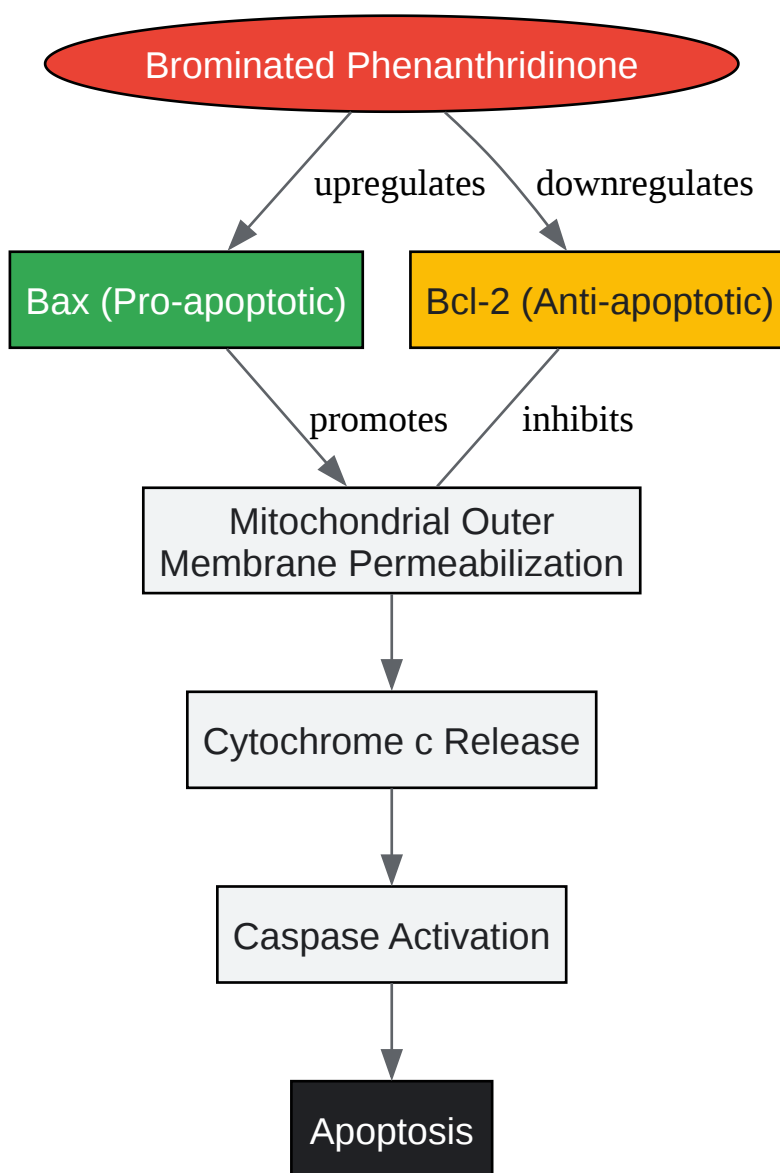 Brominated Phenanthridinone
upregulates
downregulates
Bax (Pro-apoptotic)
Bcl-2 (Anti-apoptotic)
promotes
inhibits
Mitochondrial Outer
Membrane Permeabilization
Cytochrome c Release
Caspase Activation
Apoptosis